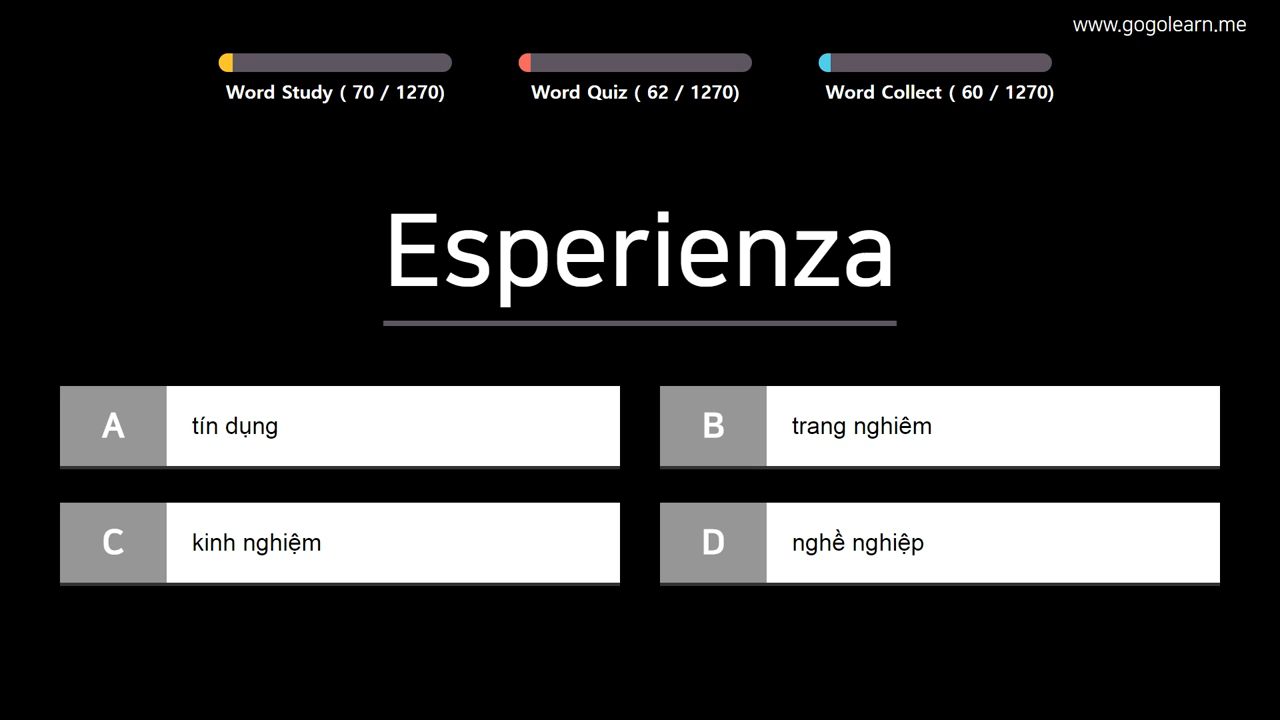 www.gogolearn.me
Word Study ( 70 / 1270)
Word Quiz ( 62 / 1270)
Word Collect ( 60 / 1270)
Esperienza
A
tín dụng
B
trang nghiêm
C
kinh nghiệm
D
nghề nghiệp